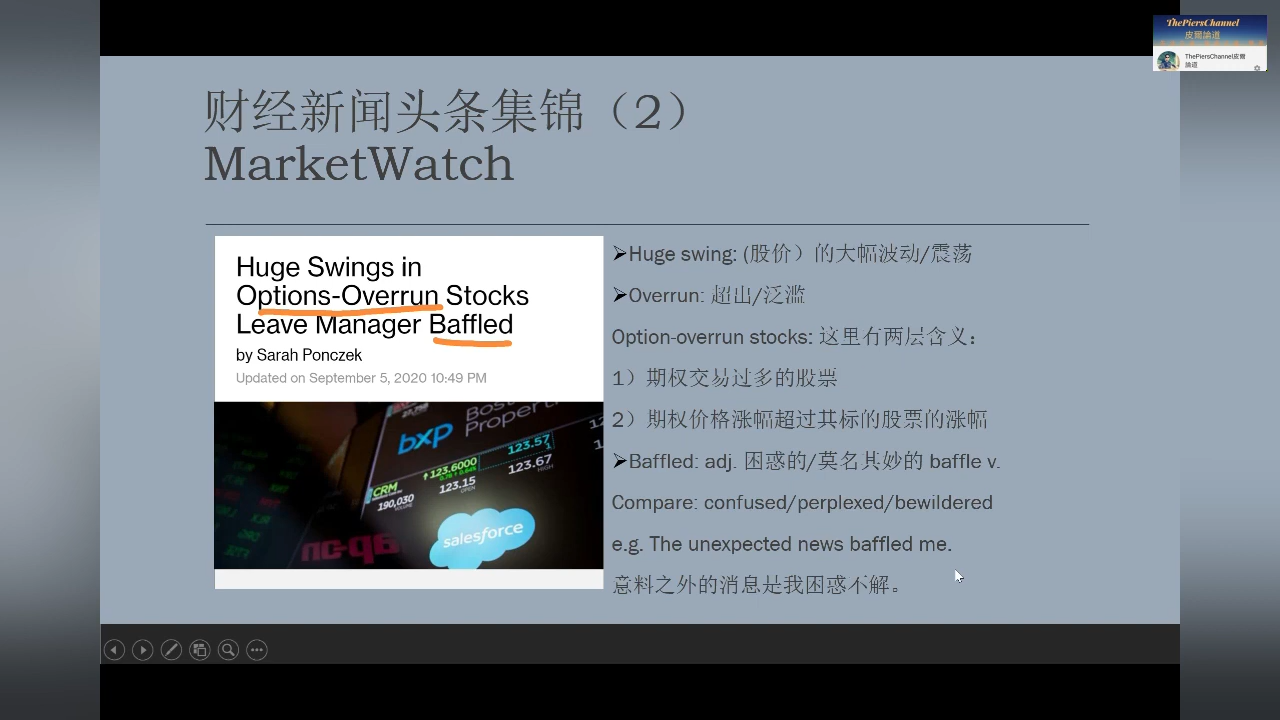 ThePiersChannel
皮爾論道
ThePiersChannel皮爾
論道
财经新闻头条集锦（2）
MarketWatch
Huge Swings in
Options-Overrun Stocks
Leave Manager Baffled
by Sarah Ponczek
Updated on September 5, 2020 10:49 PM
23.220
Properti
bxp
123.57
123.6000
123.67
HIGH
CRM
123.15
OPEN
190,030
VOLUME
salesforce
➢Huge swing: (股价）的大幅波动/震荡
➢Overrun: 超出/泛滥
Option-overrun stocks: 这里有两层含义：
1）期权交易过多的股票
2）期权价格涨幅超过其标的股票的涨幅
➢Baffled: adj. 困惑的/莫名其妙的 baffle v.
Compare: confused/perplexed/bewildered
e.g. The unexpected news baffled me.
意料之外的消息是我困惑不解。